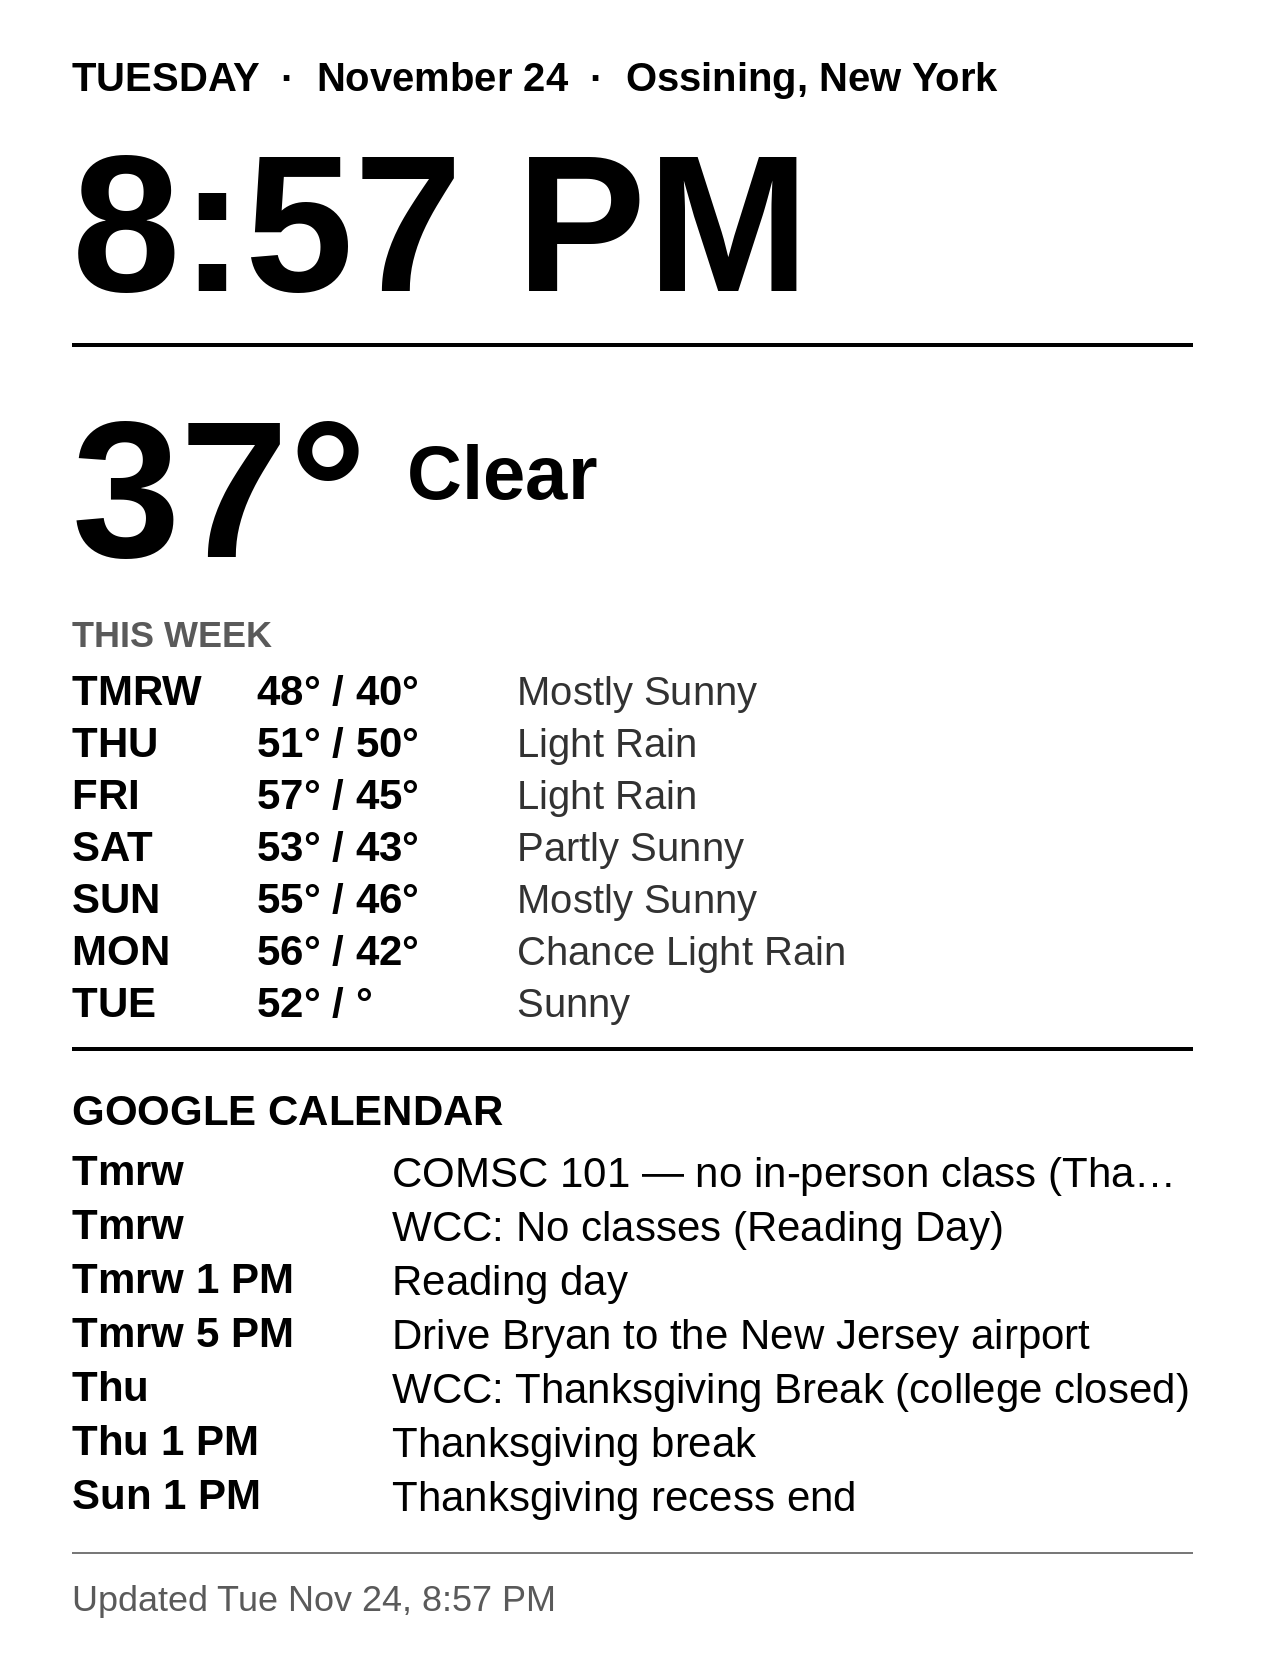 TUESDAY · November 24 · Ossining, New York
8:57 PM
37° Clear
THIS WEEK
TMRW 48° / 40° Mostly Sunny
THU 51° / 50° Light Rain
FRI 57° / 45° Light Rain
SAT 53° / 43° Partly Sunny
SUN 55° / 46° Mostly Sunny
MON 56° / 42° Chance Light Rain
TUE 52° / ° Sunny
GOOGLE CALENDAR
Tmrw COMSC 101 — no in-person class (Tha…
Tmrw WCC: No classes (Reading Day)
Tmrw 1 PM Reading day
Tmrw 5 PM Drive Bryan to the New Jersey airport
Thu WCC: Thanksgiving Break (college closed)
Thu 1 PM Thanksgiving break
Sun 1 PM Thanksgiving recess end
Updated Tue Nov 24, 8:57 PM